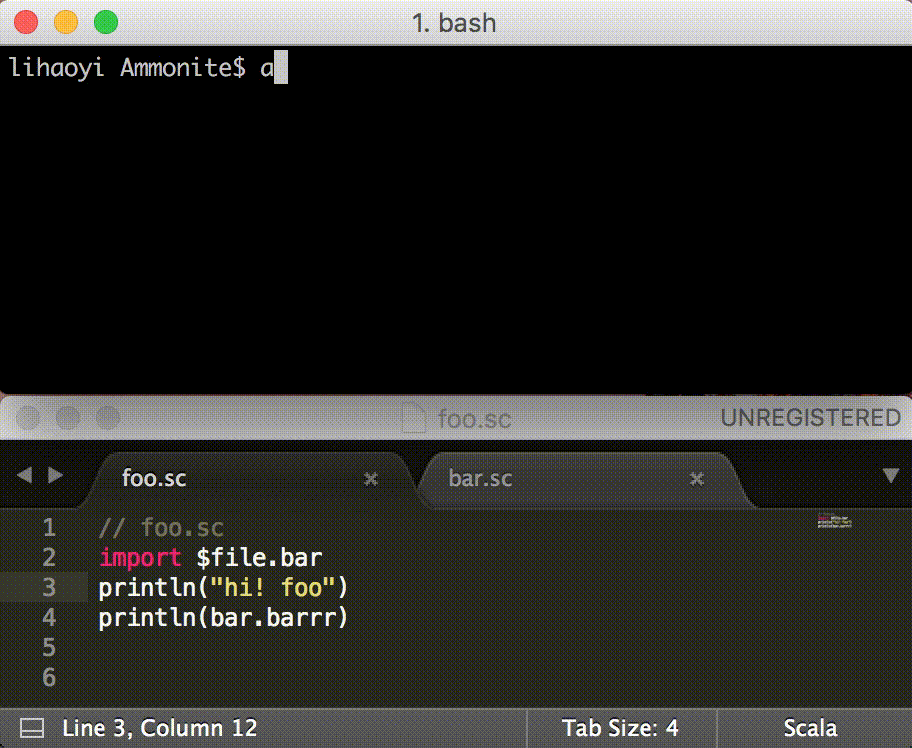 1. bash
lihaoyi Ammonite$ a
foo.sc
UNREGISTERED
foo.sc
bar.sc
1 // foo.sc
2 import $file.bar
3 println("hi! foo")
4 println(bar.barrr)
5
6
Line 3, Column 12
Tab Size: 4
Scala